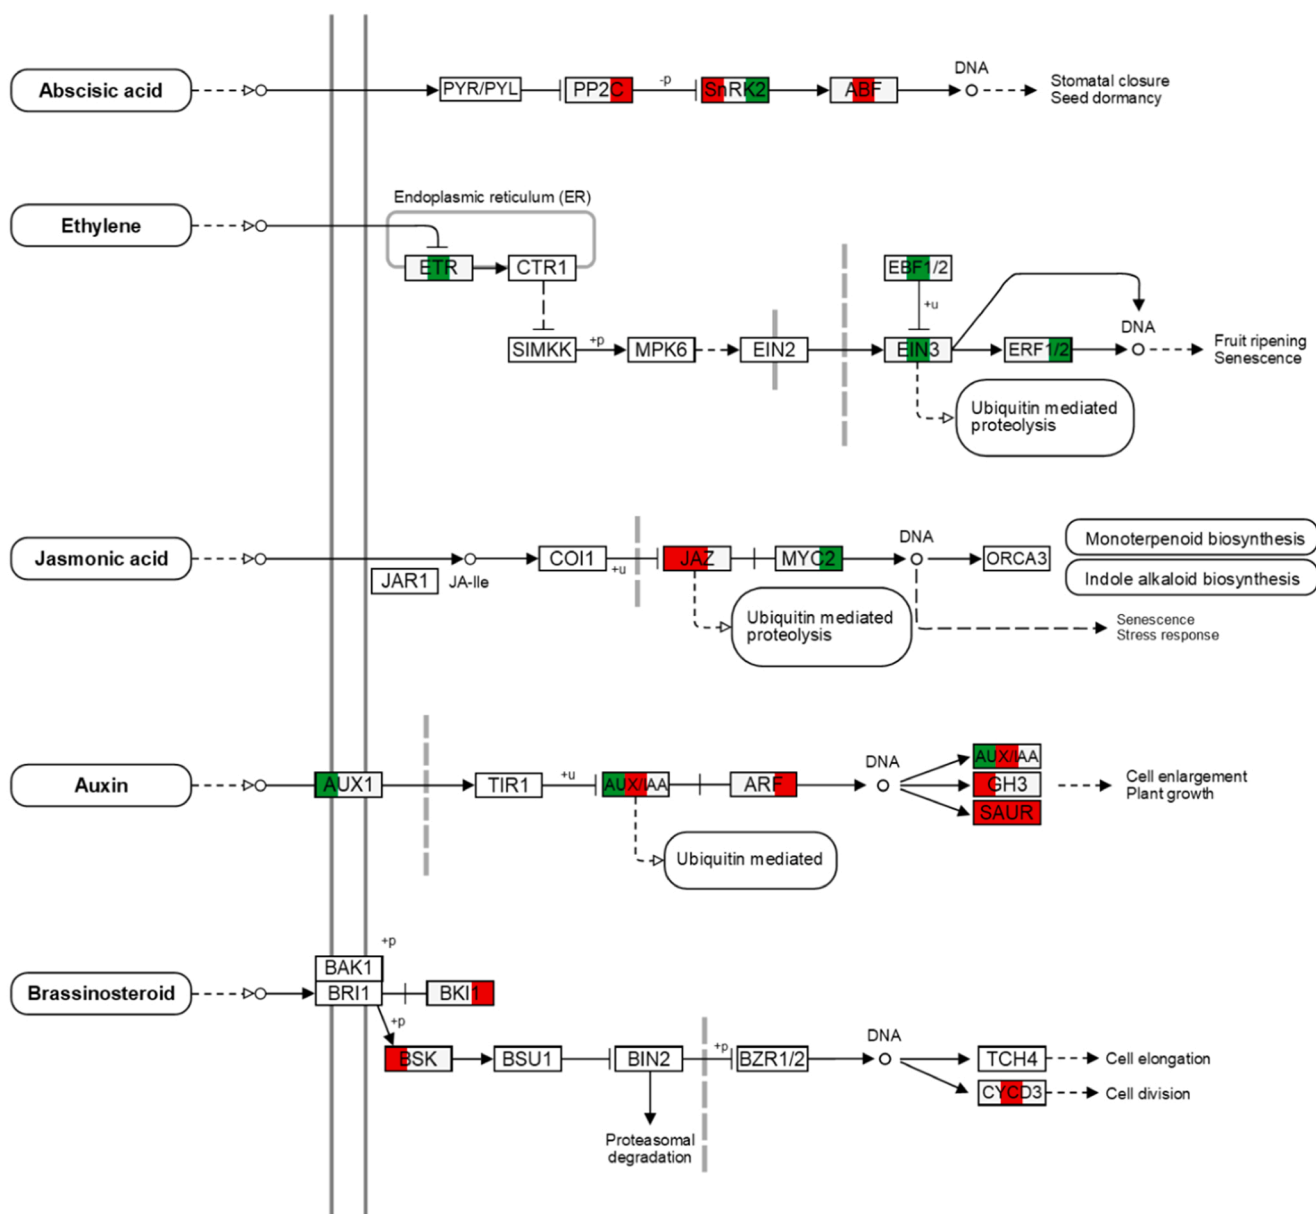 Abscisic acid
PYR/PYL
PP2C
-p
SnRK2
ABF
DNA
Stomatal closure
Seed dormancy
Ethylene
Endoplasmic reticulum (ER)
ETR
CTR1
SIMKK
+p
MPK6
EIN2
EBF1/2
+u
EIN3
ERF1/2
DNA
Fruit ripening
Senescence
Ubiquitin mediated
proteolysis
Jasmonic acid
JAR1
JA-Ile
COI1
+u
JAZ
MYC2
DNA
ORCA3
Monoterpenoid biosynthesis
Indole alkaloid biosynthesis
Ubiquitin mediated
proteolysis
Senescence
Stress response
Auxin
AUX1
TIR1
+u
AUX/IAA
ARF
DNA
AUX/IAA
GH3
SAUR
Cell enlargement
Plant growth
Ubiquitin mediated
Brassinosteroid
+p
BAK1
BRI1
BKI1
+p
BSK
BSU1
BIN2
+p
BZR1/2
DNA
TCH4
Cell elongation
CYCD3
Cell division
Proteasomal
degradation